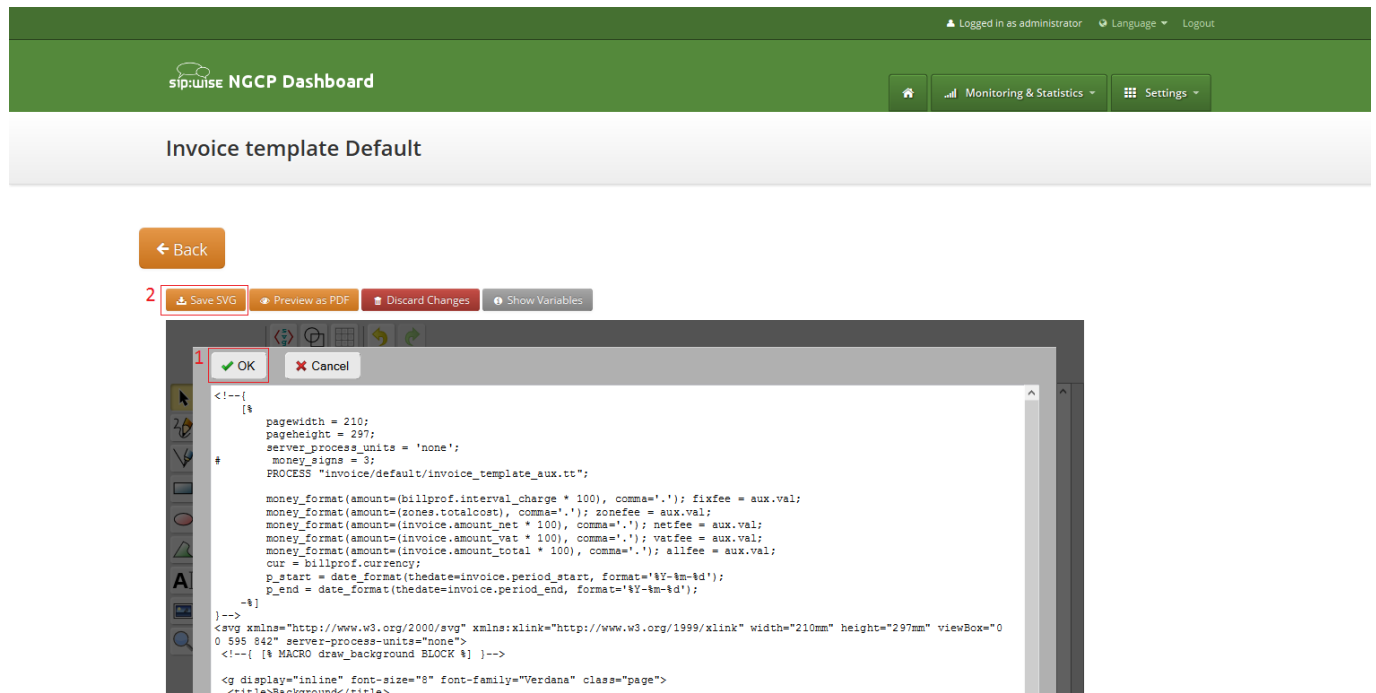 Logged in as administrator Language Logout
sip:wise NGCP Dashboard
Monitoring & Statistics Settings
Invoice template Default
Back
2 Save SVG Preview as PDF Discard Changes Show Variables
1 OK Cancel
<!--{
[%
pagewidth = 210;
pageheight = 297;
server_process_units = 'none';
# money_signs = 3;
PROCESS "invoice/default/invoice_template_aux.tt";
money_format(amount=(billprof.interval_charge * 100), comma='.'); fixfee = aux.val;
money_format(amount=(zones.totalcost), comma='.'); zonefee = aux.val;
money_format(amount=(invoice.amount_net * 100), comma='.'); netfee = aux.val;
money_format(amount=(invoice.amount_vat * 100), comma='.'); vatfee = aux.val;
money_format(amount=(invoice.amount_total * 100), comma='.'); allfee = aux.val;
cur = billprof.currency;
p_start = date_format(thedate=invoice.period_start, format='%Y-%m-%d');
p_end = date_format(thedate=invoice.period_end, format='%Y-%m-%d');
-%]
}-->
<svg xmlns="http://www.w3.org/2000/svg" xmlns:xlink="http://www.w3.org/1999/xlink" width="210mm" height="297mm" viewBox="0
0 595 842" server-process-units="none">
<!--{ [% MACRO draw_background BLOCK %] }-->
<g display="inline" font-size="8" font-family="Verdana" class="page">
<title>Background</title>